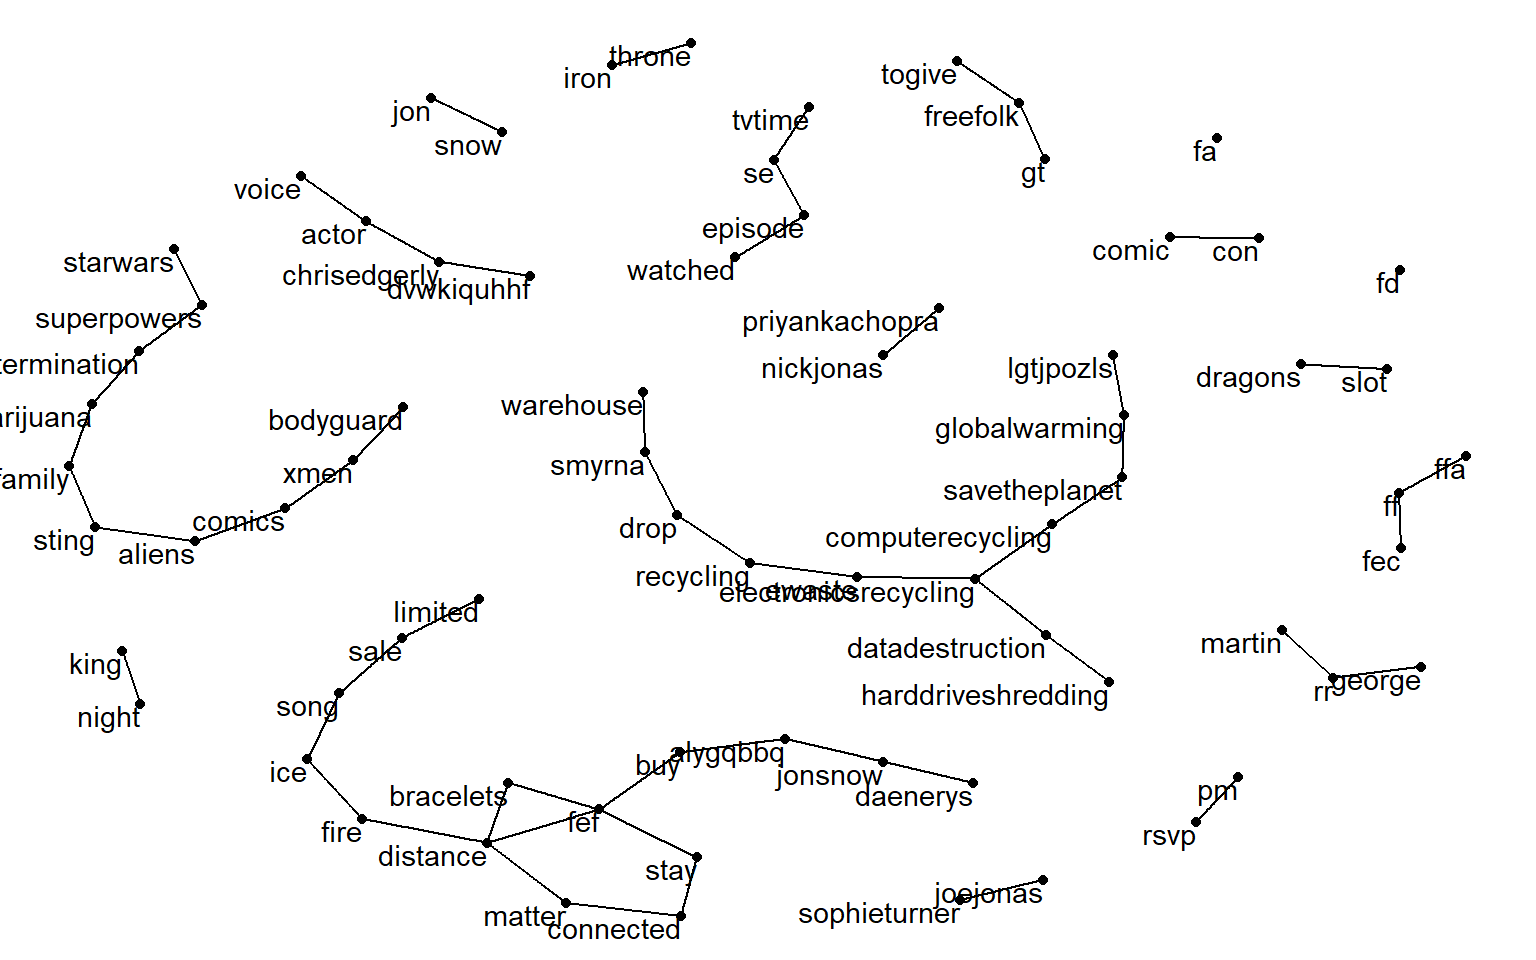 throne
iron
togive
jon
freefolk
tvtime
snow
fa
se
gt
voice
episode
actor
comic
con
starwars
watched
chrisedgerly
dvwkiquhhf
fd
superpowers
priyankachopra
termination
nickjonas
lgtjpozls
dragons
slot
warehouse
arijuana
bodyguard
globalwarming
smyrna
ffa
xmen
family
savetheplanet
ff
comics
drop
computerecycling
sting
aliens
fec
recycling
ewaste
electronicsrecycling
limited
martin
sale
datadestruction
king
george
rr
harddriveshredding
song
night
alygqbbq
buy
ice
jonsnow
pm
bracelets
daenerys
fef
fire
rsvp
distance
stay
joejonas
sophieturner
matter
connected